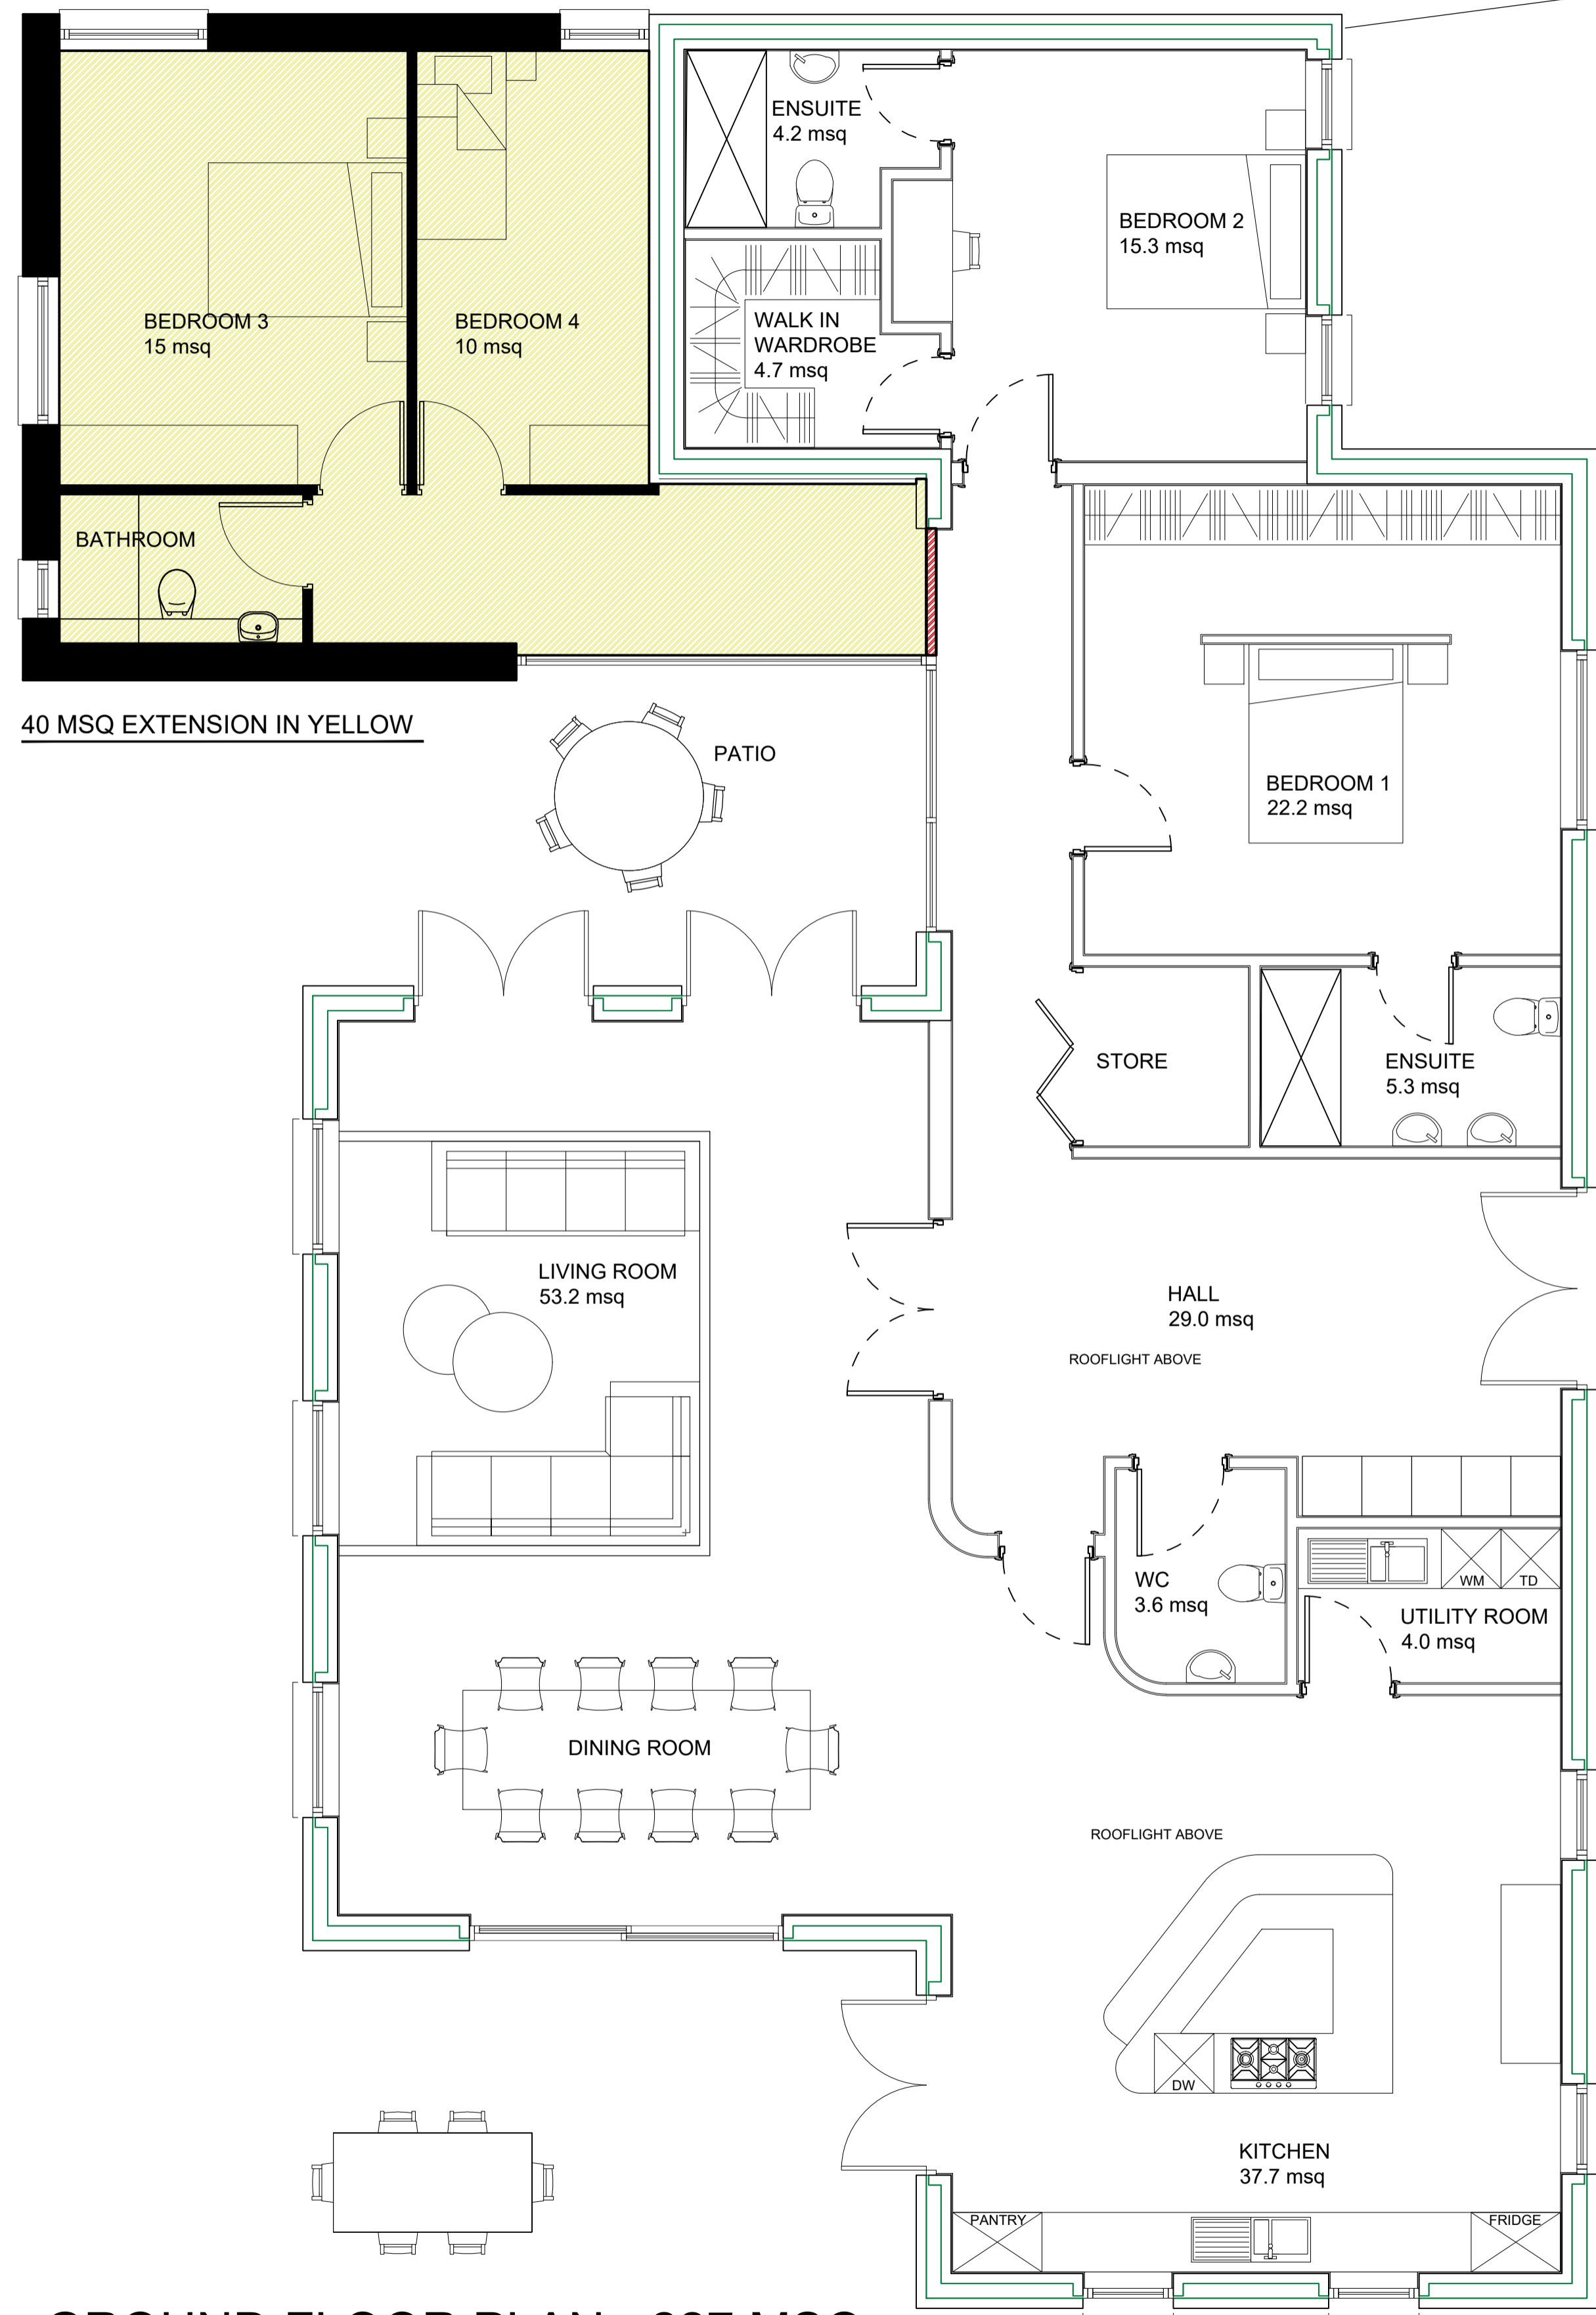 ENSUITE
4.2 msq
BEDROOM 2
15.3 msq
BEDROOM 3
15 msq
BEDROOM 4
10 msq
WALK IN
WARDROBE
4.7 msq
BATHROOM
40 MSQ EXTENSION IN YELLOW
PATIO
BEDROOM 1
22.2 msq
STORE
ENSUITE
5.3 msq
LIVING ROOM
53.2 msq
HALL
29.0 msq
ROOFLIGHT ABOVE
WC
3.6 msq
WM
TD
UTILITY ROOM
4.0 msq
DINING ROOM
ROOFLIGHT ABOVE
DW
KITCHEN
37.7 msq
PANTRY
FRIDGE
GROUND FLOOR PLAN